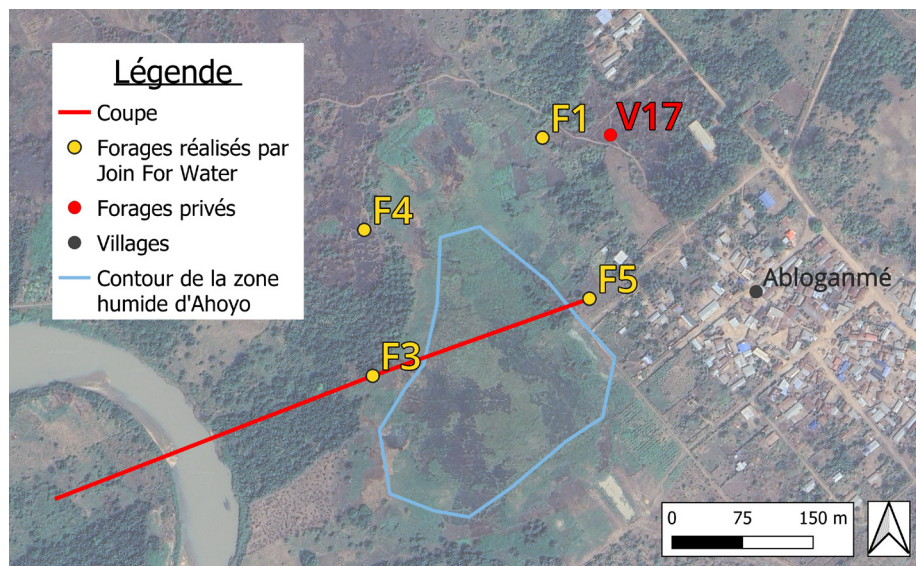 Légende
Coupe
Forages réalisés par
Join For Water
Forages privés
Villages
Contour de la zone
humide d'Ahoyo
F1
V17
F4
F5
Abloganmé
F3
0 75 150 m